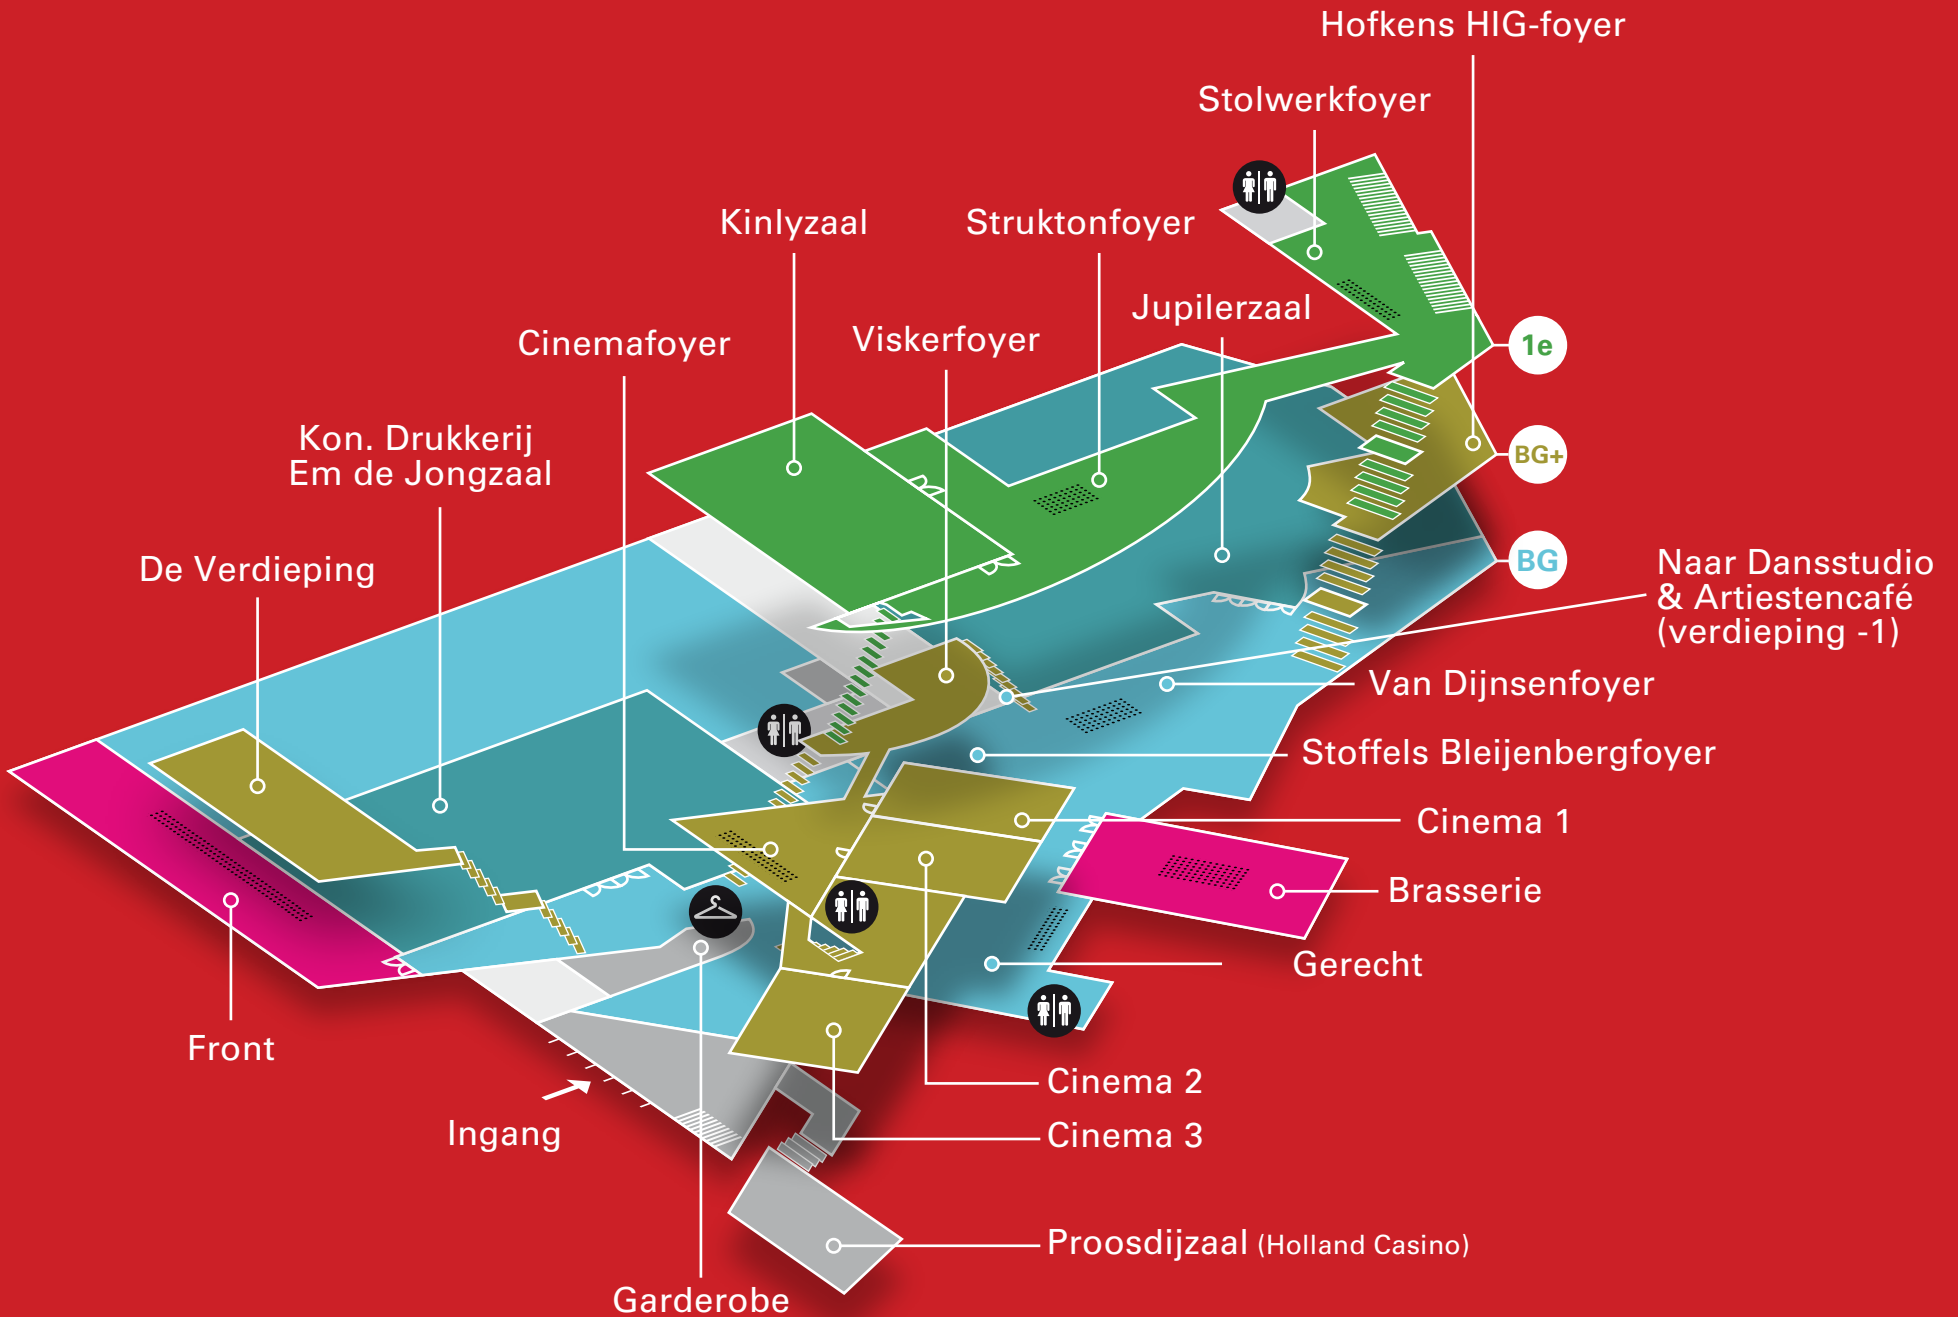 Hofkens HIG-foyer
Stolwerkfoyer
Kinlyzaal
Struktonfoyer
Jupilerzaal
Cinemafoyer
Viskerfoyer
1e
Kon. Drukkerij
Em de Jongzaal
BG+
De Verdieping
BG
Naar Dansstudio
& Artiestencafé
(verdieping -1)
Van Dijnsenfoyer
Stoffels Bleijenbergfoyer
Cinema 1
Brasserie
Gerecht
Front
Cinema 2
Ingang
Cinema 3
Proosdijzaal (Holland Casino)
Garderobe